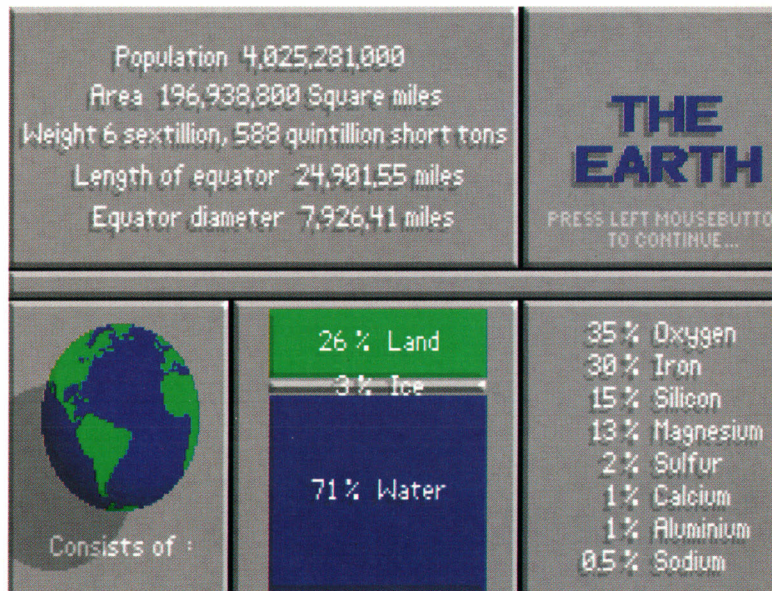 Population 4,025,281,000
Area 196,938,800 Square miles
Weight 6 sextillion, 588 quintillion short tons
Length of equator 24,901,55 miles
Equator diameter 7,926,41 miles
THE
EARTH
PRESS LEFT MOUSEBUTTO
TO CONTINUE...
Consists of :
26 % Land
3 % Ice
71 % Water
35 % Oxygen
30 % Iron
15 % Silicon
13 % Magnesium
2 % Sulfur
1 % Calcium
1 % Aluminium
0.5 % Sodium